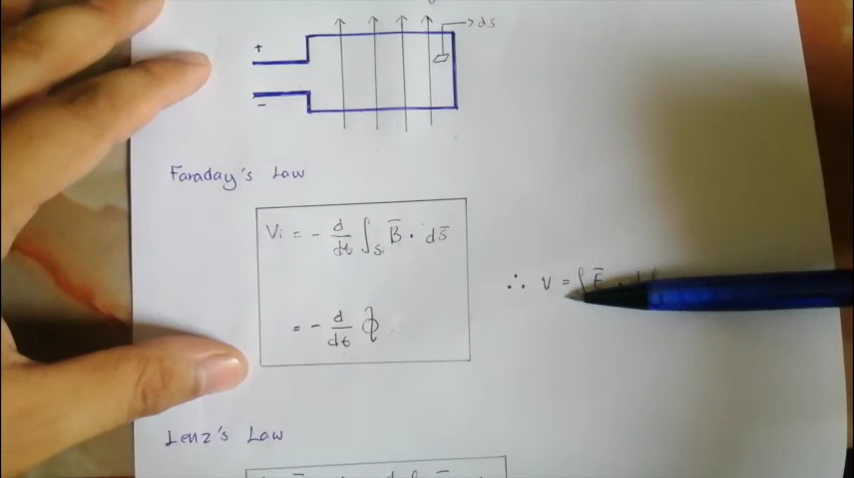 → ds
+
−
Faraday's Law
Vi = - d/dt ∫s B̄ · ds̄
∴ V = ∫ Ē ·
= - d/dt Φ
Lenz's Law